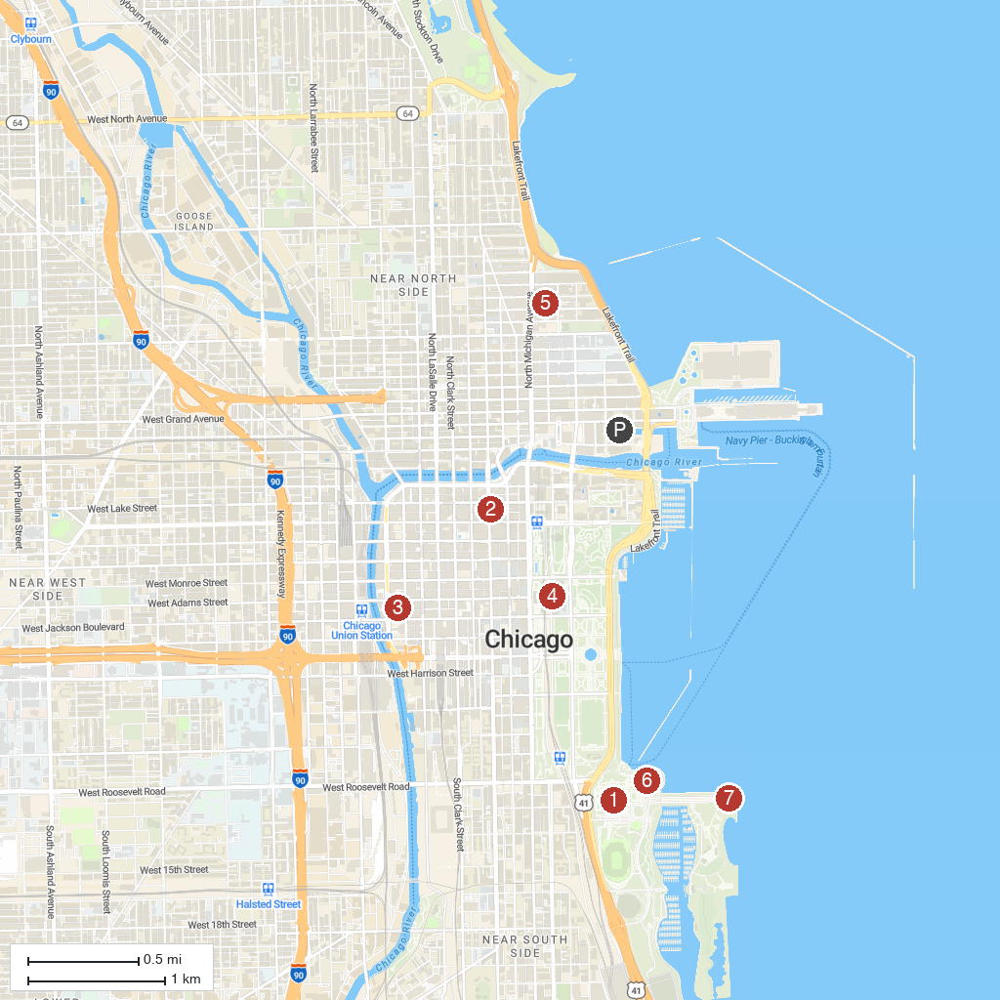 North Stockton Drive
Clybourn Avenue
Lincoln Avenue
Clybourn
90
64
West North Avenue
64
North Larrabee Street
Lakefront Trail
Chicago River
GOOSE
ISLAND
NEAR NORTH
SIDE
5
North Michigan Avenue
Lakefront Trail
Chicago River
90
North Ashland Avenue
North LaSalle Drive
North Clark Street
West Grand Avenue
P
Navy Pier - Buckingham Fountain
Chicago River
90
North Paulina Street
West Lake Street
Kennedy Expressway
2
Lakefront Trail
NEAR WEST
SIDE
West Monroe Street
West Adams Street
4
3
West Jackson Boulevard
Chicago
Union Station
90
Chicago
West Harrison Street
90
West Roosevelt Road
West Roosevelt Road
6
1
7
41
South Clark Street
South Ashland Avenue
South Loomis Street
West 15th Street
Halsted Street
West 18th Street
Chicago River
NEAR SOUTH
SIDE
0.5 mi
1 km
90
41
LOWER